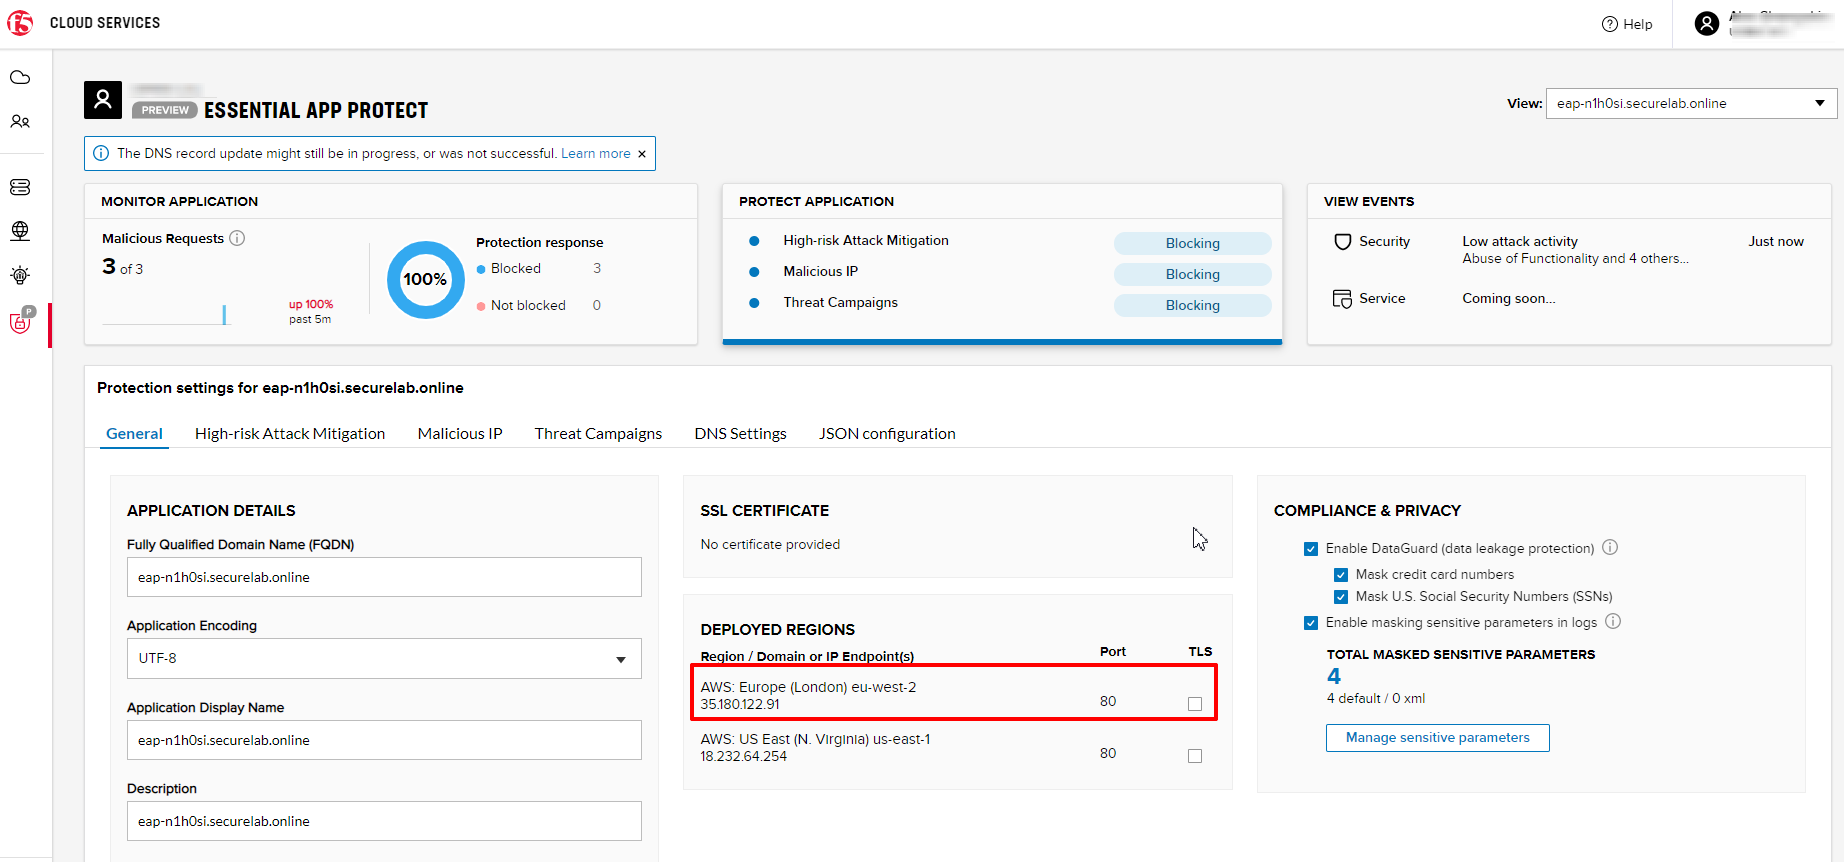 f5 CLOUD SERVICES
Help
PREVIEW ESSENTIAL APP PROTECT
View: eap-n1h0si.securelab.online
The DNS record update might still be in progress, or was not successful. Learn more ×
MONITOR APPLICATION
Malicious Requests
3 of 3
up 100%
past 5m
100%
Protection response
Blocked 3
Not blocked 0
PROTECT APPLICATION
High-risk Attack Mitigation Blocking
Malicious IP Blocking
Threat Campaigns Blocking
VIEW EVENTS
Security Low attack activity Just now
Abuse of Functionality and 4 others...
Service Coming soon...
P
Protection settings for eap-n1h0si.securelab.online
General High-risk Attack Mitigation Malicious IP Threat Campaigns DNS Settings JSON configuration
APPLICATION DETAILS
Fully Qualified Domain Name (FQDN)
eap-n1h0si.securelab.online
Application Encoding
UTF-8
Application Display Name
eap-n1h0si.securelab.online
Description
eap-n1h0si.securelab.online
SSL CERTIFICATE
No certificate provided
DEPLOYED REGIONS
Region / Domain or IP Endpoint(s) Port TLS
AWS: Europe (London) eu-west-2
35.180.122.91 80
AWS: US East (N. Virginia) us-east-1
18.232.64.254 80
COMPLIANCE & PRIVACY
Enable DataGuard (data leakage protection)
Mask credit card numbers
Mask U.S. Social Security Numbers (SSNs)
Enable masking sensitive parameters in logs
TOTAL MASKED SENSITIVE PARAMETERS
4
4 default / 0 xml
Manage sensitive parameters